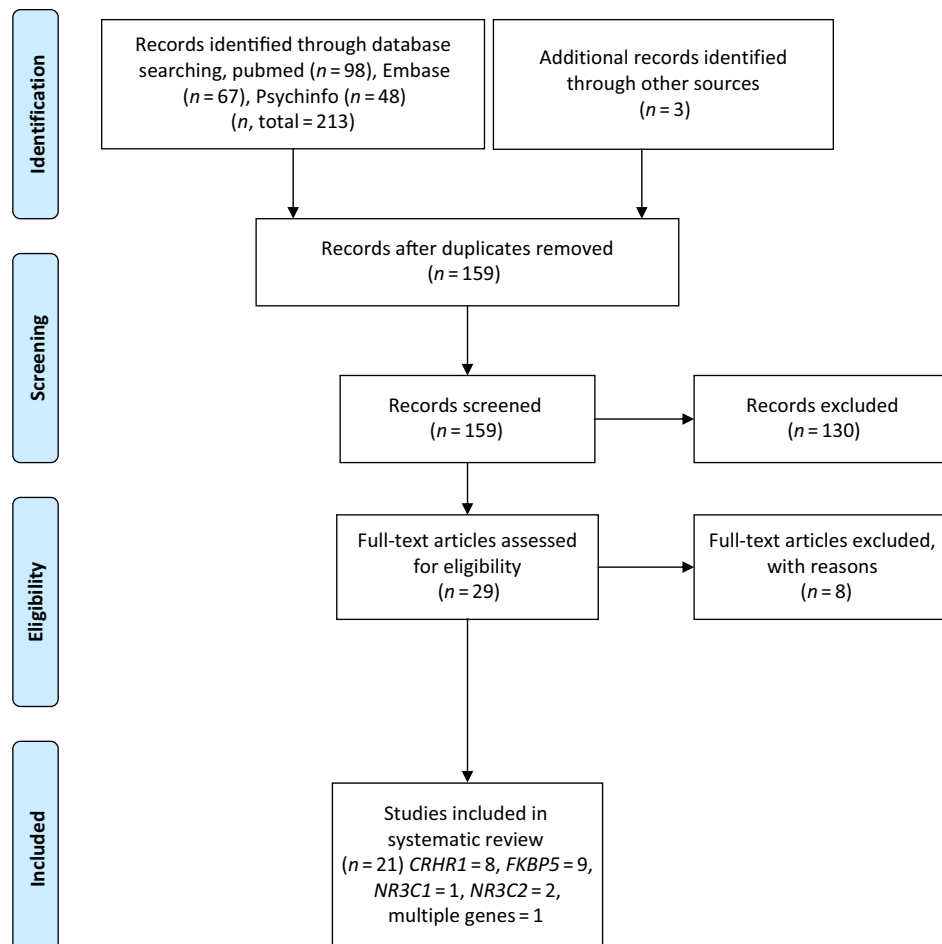 Identification
Records identified through database
searching, pubmed (n = 98), Embase
(n = 67), Psychinfo (n = 48)
(n, total = 213)
Additional records identified
through other sources
(n = 3)
Records after duplicates removed
(n = 159)
Screening
Records screened
(n = 159)
Records excluded
(n = 130)
Eligibility
Full-text articles assessed
for eligibility
(n = 29)
Full-text articles excluded,
with reasons
(n = 8)
Included
Studies included in
systematic review
(n = 21) CRHR1 = 8, FKBP5 = 9,
NR3C1 = 1, NR3C2 = 2,
multiple genes = 1